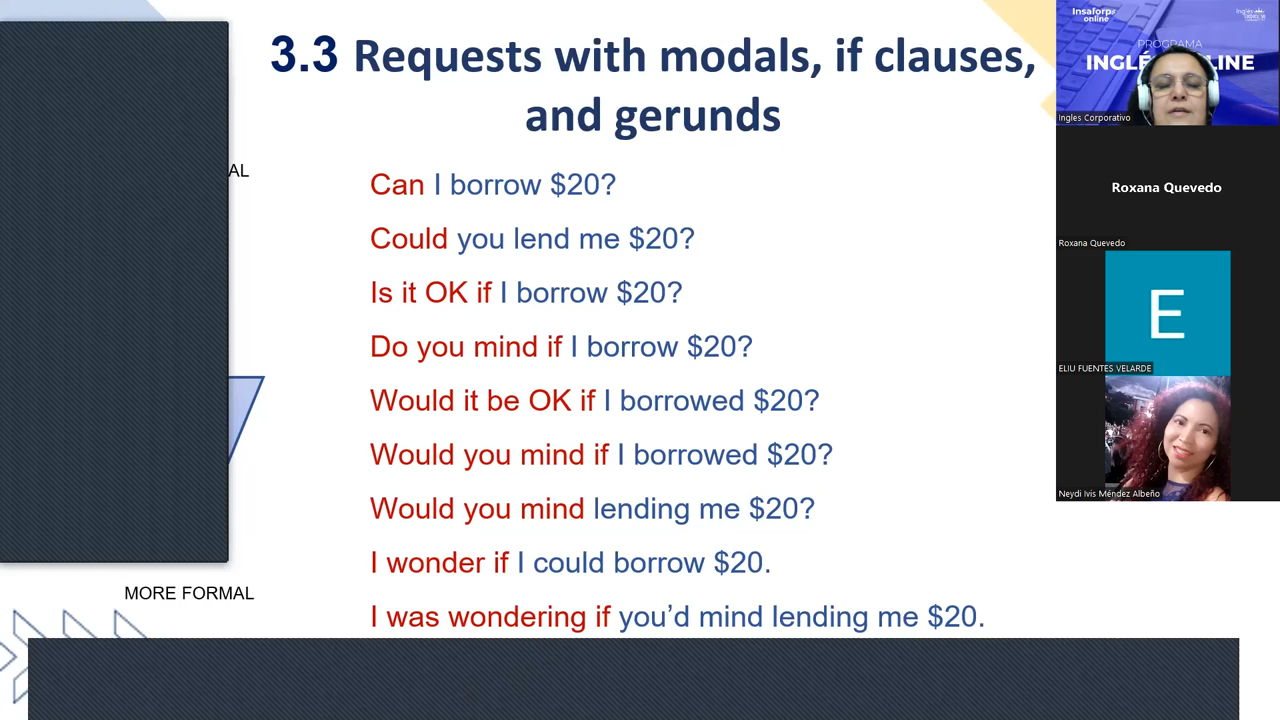 3.3 Requests with modals, if clauses,
and gerunds
AL
Can I borrow $20?
Could you lend me $20?
Is it OK if I borrow $20?
Do you mind if I borrow $20?
Would it be OK if I borrowed $20?
Would you mind if I borrowed $20?
Would you mind lending me $20?
I wonder if I could borrow $20.
MORE FORMAL
I was wondering if you’d mind lending me $20.
Insaforp
online
PROGRAMA
Ingles Corporativo
Roxana Quevedo
Roxana Quevedo
E
ELIU FUENTES VELARDE
Neydi Ivis Méndez Albeño